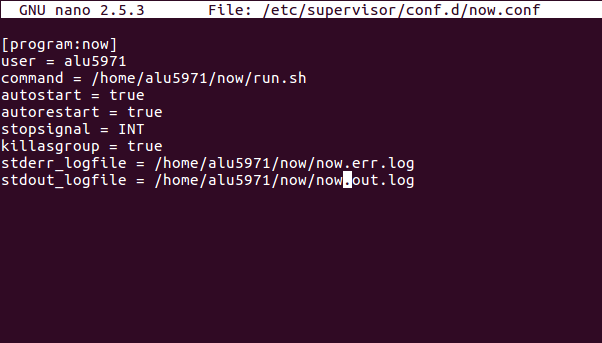 GNU nano 2.5.3 File: /etc/supervisor/conf.d/now.conf
[program:now]
user = alu5971
command = /home/alu5971/now/run.sh
autostart = true
autorestart = true
stopsignal = INT
killasgroup = true
stderr_logfile = /home/alu5971/now/now.err.log
stdout_logfile = /home/alu5971/now/now.out.log